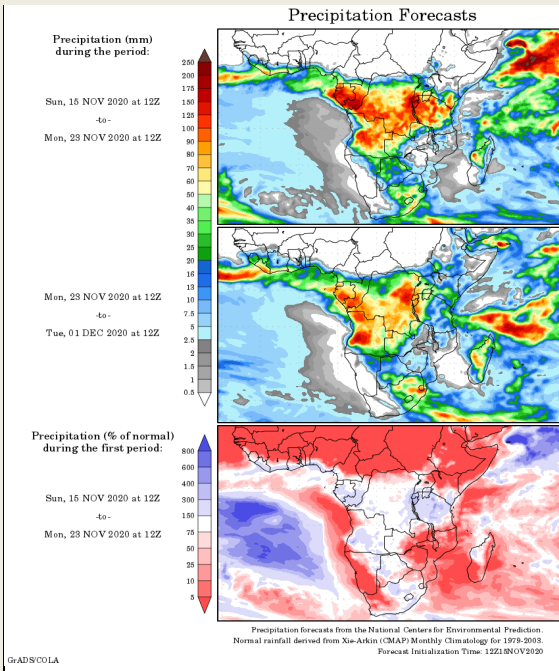 Precipitation Forecasts
Precipitation (mm)
during the period:
Sun, 15 NOV 2020 at 12Z
-to-
Mon, 23 NOV 2020 at 12Z
250
200
175
150
125
100
90
80
70
60
50
40
35
30
25
20
16
13
10
7.5
5
2.5
2
1.5
1
0.5
Mon, 23 NOV 2020 at 12Z
-to-
Tue, 01 DEC 2020 at 12Z
Precipitation (% of normal)
during the first period:
Sun, 15 NOV 2020 at 12Z
-to-
Mon, 23 NOV 2020 at 12Z
800
600
400
300
150
75
50
25
10
5
Precipitation forecasts from the National Centers for Environmental Prediction.
Normal rainfall derived from Xie-Arkin (CMAP) Monthly Climatology for 1979-2003.
Forecast Initialization Time: 12Z15NOV2020
GrADS/COLA